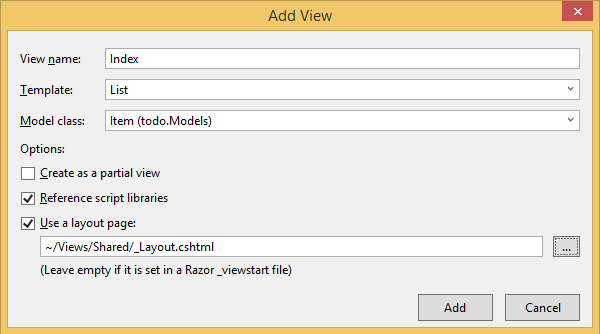 Add View
View name: Index
Template: List
Model class: Item (todo.Models)
Options:
Create as a partial view
Reference script libraries
Use a layout page:
~/Views/Shared/_Layout.cshtml ...
(Leave empty if it is set in a Razor _viewstart file)
Add Cancel